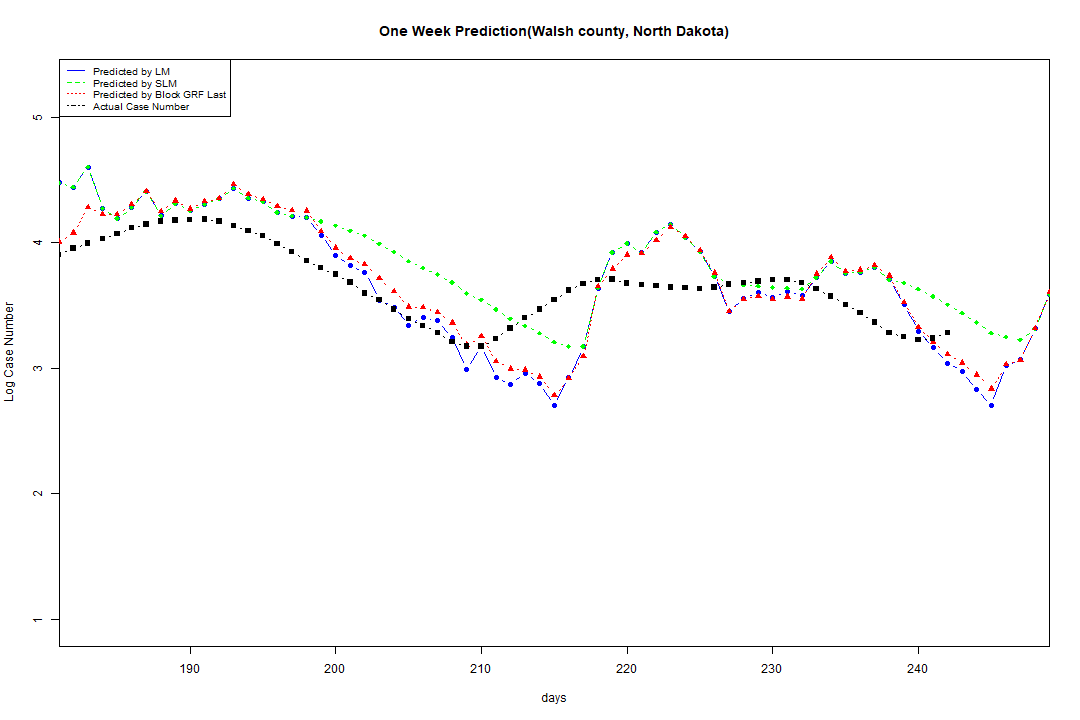 One Week Prediction(Walsh county, North Dakota)
Predicted by LM
Predicted by SLM
Predicted by Block GRF Last
Actual Case Number
5
4
3
2
1
Log Case Number
190 200 210 220 230 240
days